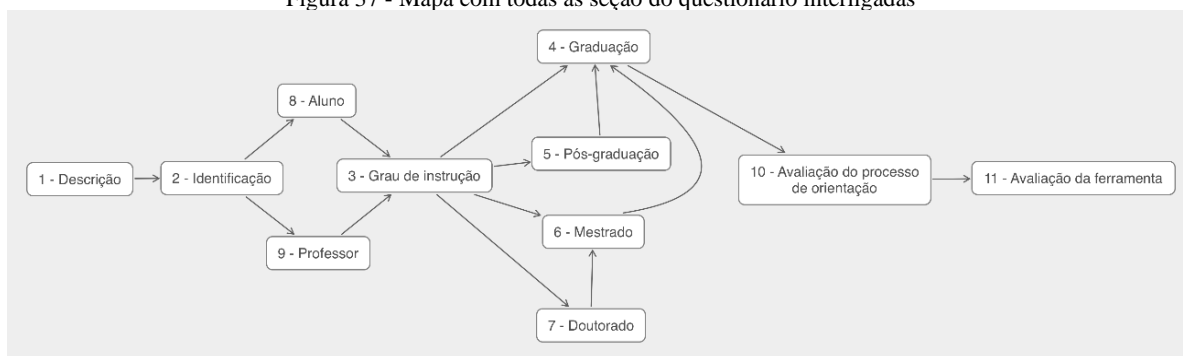 Figura 37 - Mapa com todas as seção do questionário interligadas
4 - Graduação
8 - Aluno
5 - Pós-graduação
1 - Descrição
2 - Identificação
3 - Grau de instrução
10 - Avaliação do processo
de orientação
11 - Avaliação da ferramenta
6 - Mestrado
9 - Professor
7 - Doutorado